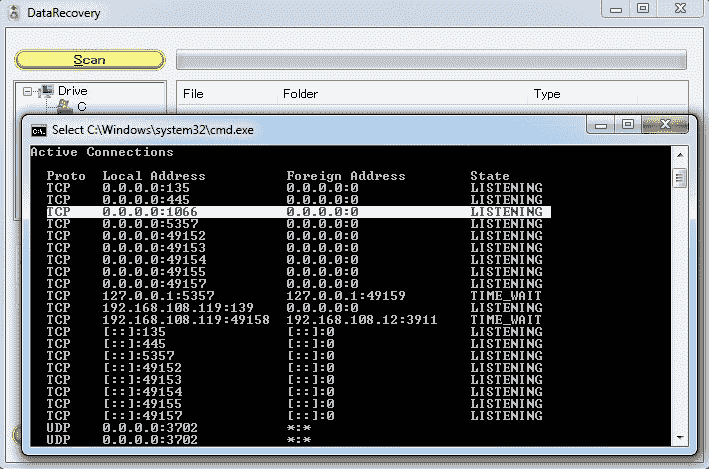 DataRecovery
Scan
Drive
C
File Folder Type
Select C:\Windows\system32\cmd.exe
Active Connections
Proto Local Address Foreign Address State
TCP 0.0.0.0:135 0.0.0.0:0 LISTENING
TCP 0.0.0.0:445 0.0.0.0:0 LISTENING
TCP 0.0.0.0:1066 0.0.0.0:0 LISTENING
TCP 0.0.0.0:5357 0.0.0.0:0 LISTENING
TCP 0.0.0.0:49152 0.0.0.0:0 LISTENING
TCP 0.0.0.0:49153 0.0.0.0:0 LISTENING
TCP 0.0.0.0:49154 0.0.0.0:0 LISTENING
TCP 0.0.0.0:49155 0.0.0.0:0 LISTENING
TCP 0.0.0.0:49157 0.0.0.0:0 LISTENING
TCP 127.0.0.1:5357 127.0.0.1:49159 TIME_WAIT
TCP 192.168.108.119:139 0.0.0.0:0 LISTENING
TCP 192.168.108.119:49158 192.168.108.12:3911 TIME_WAIT
TCP [::]:135 [::]:0 LISTENING
TCP [::]:445 [::]:0 LISTENING
TCP [::]:5357 [::]:0 LISTENING
TCP [::]:49152 [::]:0 LISTENING
TCP [::]:49153 [::]:0 LISTENING
TCP [::]:49154 [::]:0 LISTENING
TCP [::]:49155 [::]:0 LISTENING
TCP [::]:49157 [::]:0 LISTENING
UDP 0.0.0.0:3702 *:*
UDP 0.0.0.0:3702 *:*